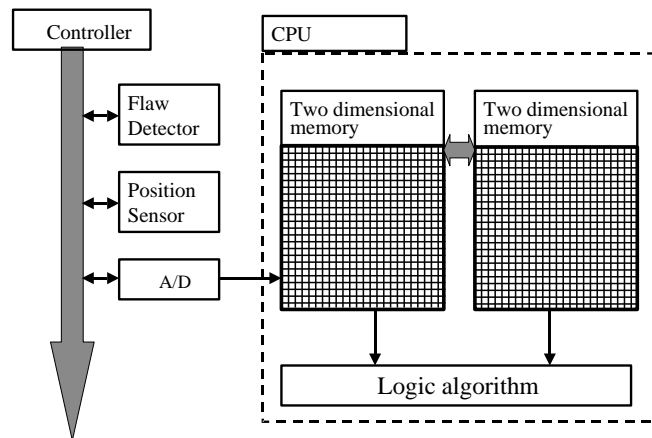 Controller
CPU
Flaw
Detector
Two dimensional
memory
Two dimensional
memory
Position
Sensor
A/D
Logic algorithm